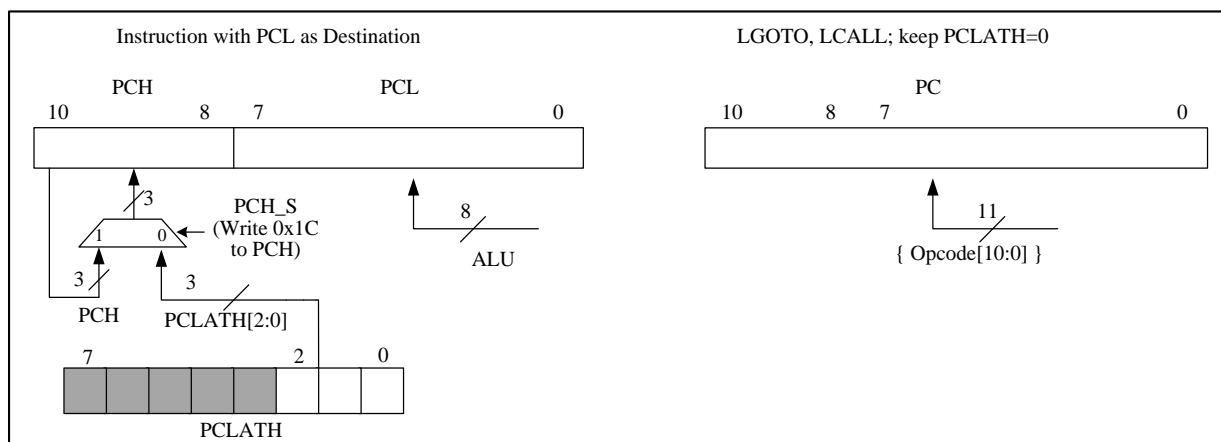 Instruction with PCL as Destination
PCH PCL
10 8 7 0
3
PCH_S
(Write 0x1C
to PCH)
1 0
8
ALU
3
PCH
3
PCLATH[2:0]
7 2 0
PCLATH
LGOTO, LCALL; keep PCLATH=0
PC
10 8 7 0
11
{ Opcode[10:0] }